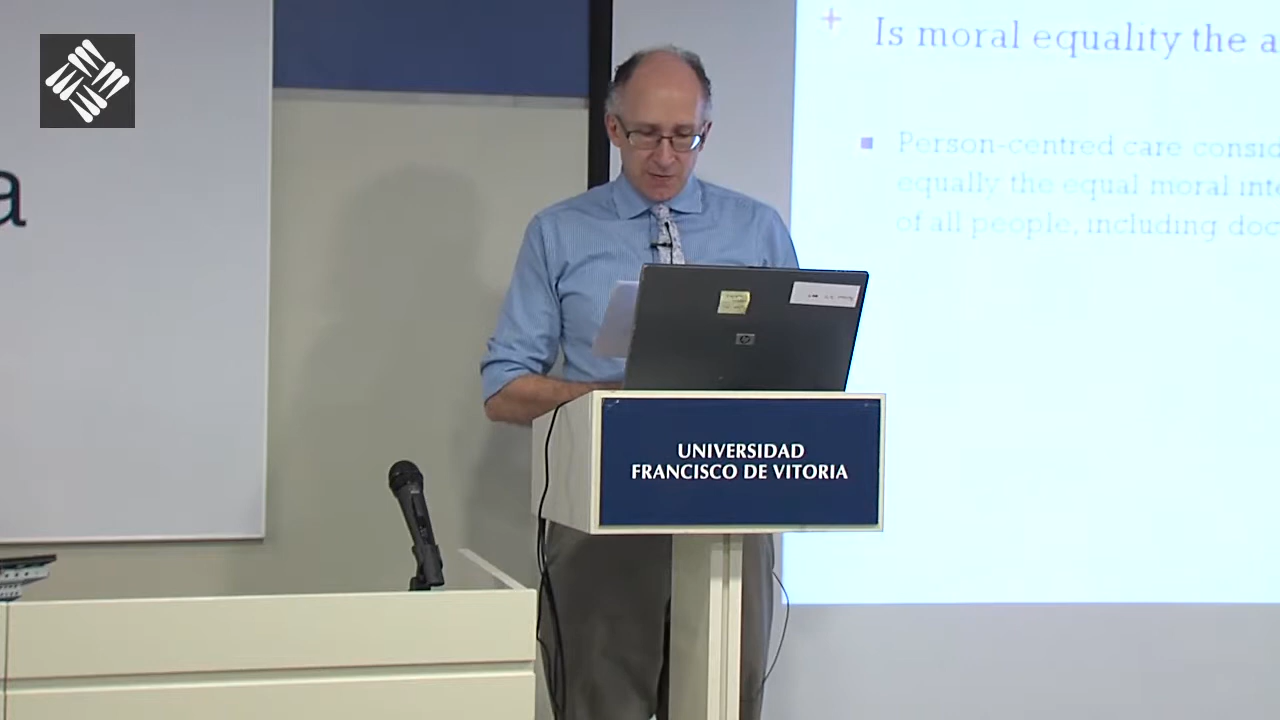 Is moral equality the a
Person-centred care consid
equally the equal moral inte
of all people, including doc
a
hp
UNIVERSIDAD
FRANCISCO DE VITORIA